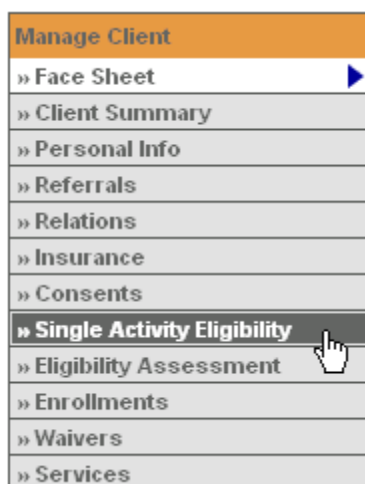 Manage Client
» Face Sheet
» Client Summary
» Personal Info
» Referrals
» Relations
» Insurance
» Consents
» Single Activity Eligibility
» Eligibility Assessment
» Enrollments
» Waivers
» Services